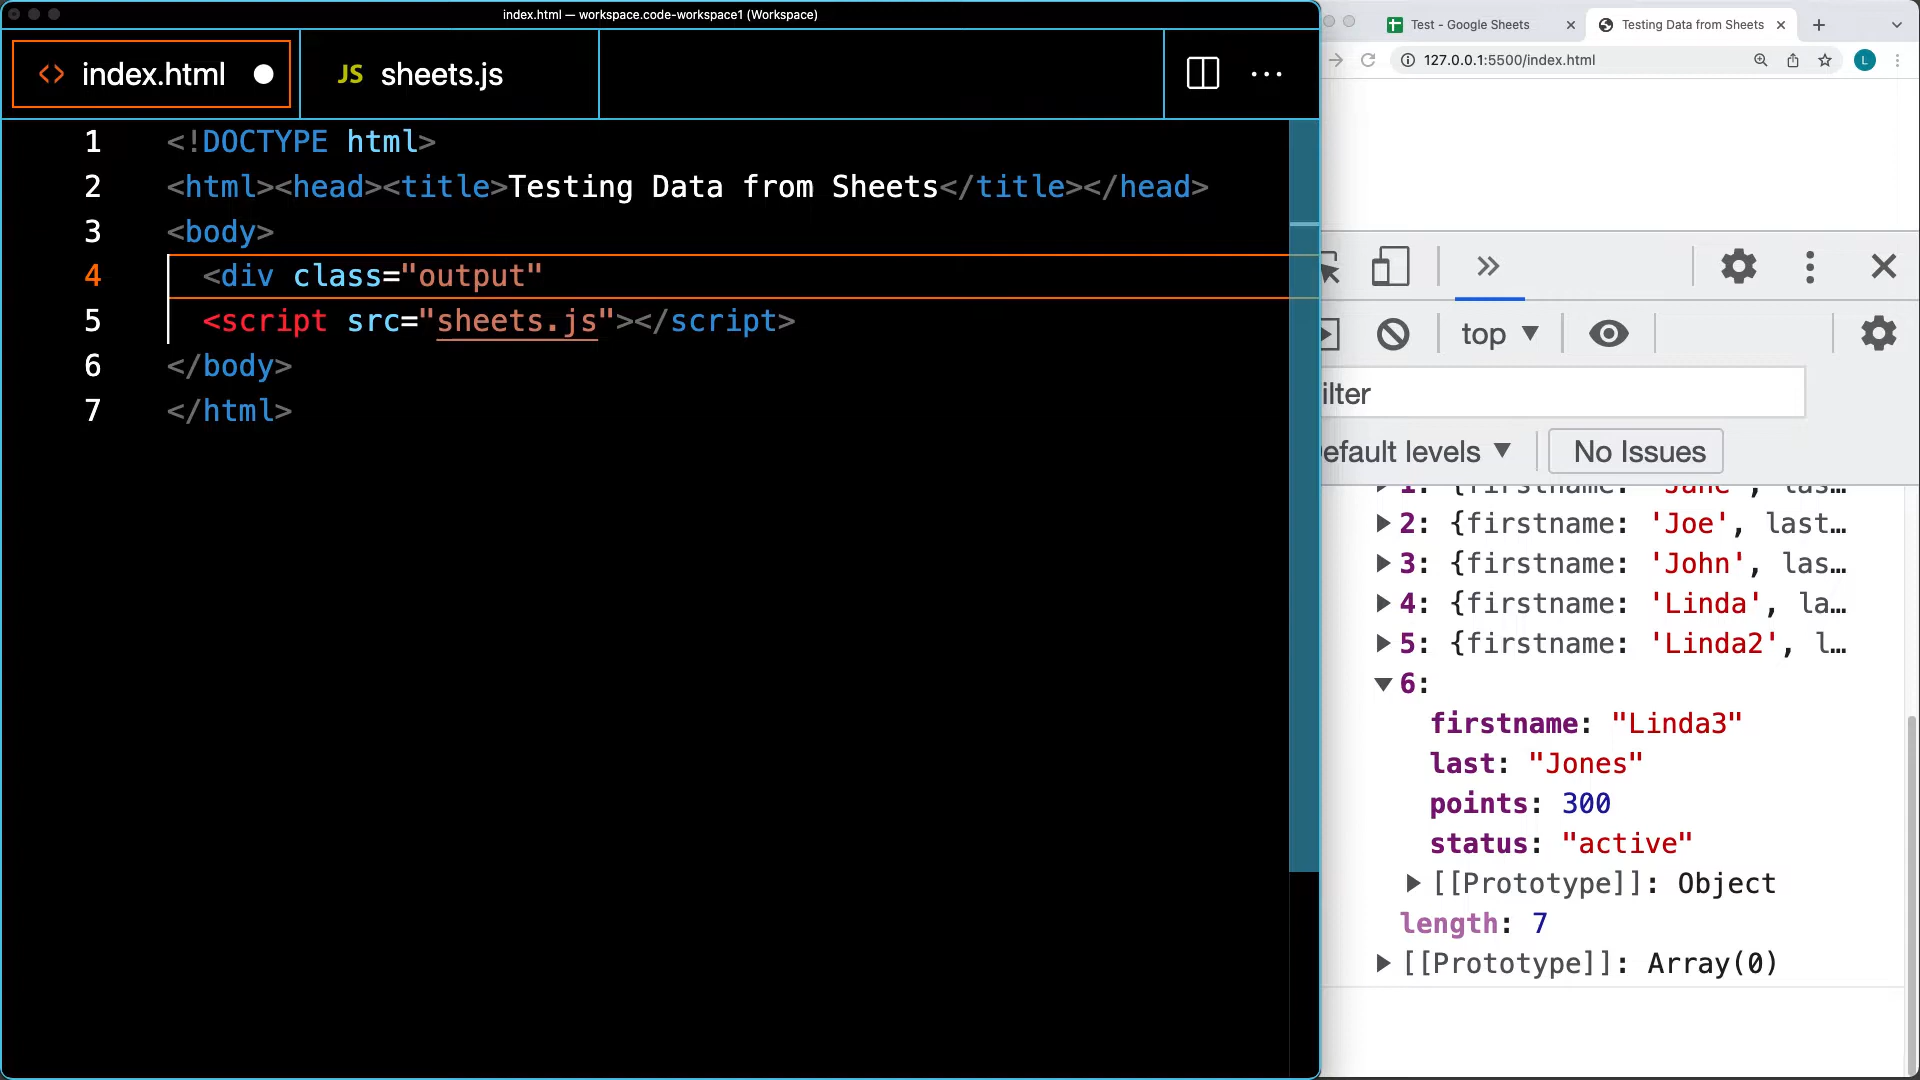 index.html — workspace.code-workspace1 (Workspace)
<> index.html
JS sheets.js
1 <!DOCTYPE html>
2 <html><head><title>Testing Data from Sheets</title></head>
3 <body>
4 <div class="output"
5 <script src="sheets.js"></script>
6 </body>
7 </html>
Test - Google Sheets
Testing Data from Sheets
127.0.0.1:5500/index.html
L
top
ilter
efault levels
No Issues
1: {firstname: 'Jane', las…
2: {firstname: 'Joe', last…
3: {firstname: 'John', las…
4: {firstname: 'Linda', la…
5: {firstname: 'Linda2', l…
6:
firstname: "Linda3"
last: "Jones"
points: 300
status: "active"
[[Prototype]]: Object
length: 7
[[Prototype]]: Array(0)